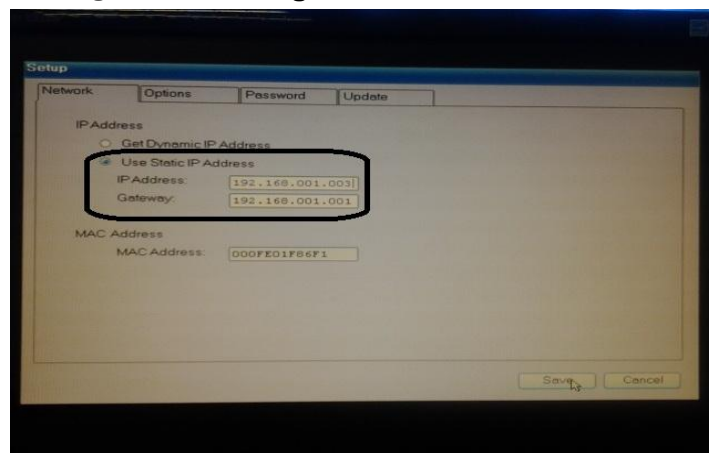 Setup
Network Options Password Update
IP Address
Get Dynamic IP Address
Use Static IP Address
IP Address: 192.168.001.003
Gateway: 192.168.001.001
MAC Address
MAC Address: 000FE01F86F1
Save Cancel